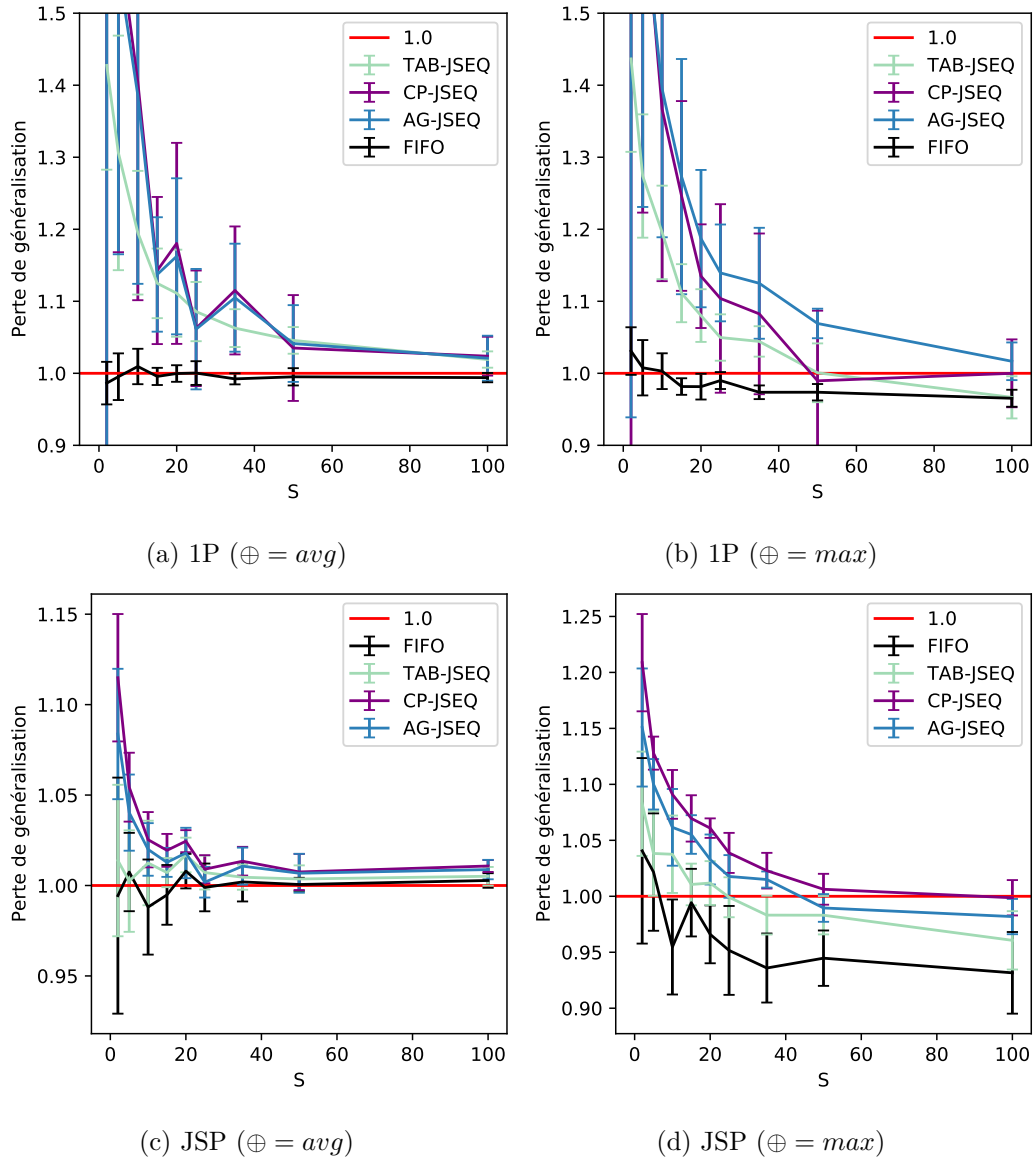 1.5
1.4
1.3
1.2
1.1
1.0
0.9
Perte de généralisation
1.0
TAB-JSEQ
CP-JSEQ
AG-JSEQ
FIFO
0 20 40 60 80 100
S
(a) 1P (⊕ = avg)
1.5
1.4
1.3
1.2
1.1
1.0
0.9
Perte de généralisation
1.0
TAB-JSEQ
CP-JSEQ
AG-JSEQ
FIFO
0 20 40 60 80 100
S
(b) 1P (⊕ = max)
1.15
1.10
1.05
1.00
0.95
Perte de généralisation
1.0
FIFO
TAB-JSEQ
CP-JSEQ
AG-JSEQ
0 20 40 60 80 100
S
(c) JSP (⊕ = avg)
1.25
1.20
1.15
1.10
1.05
1.00
0.95
0.90
Perte de généralisation
1.0
FIFO
TAB-JSEQ
CP-JSEQ
AG-JSEQ
0 20 40 60 80 100
S
(d) JSP (⊕ = max)